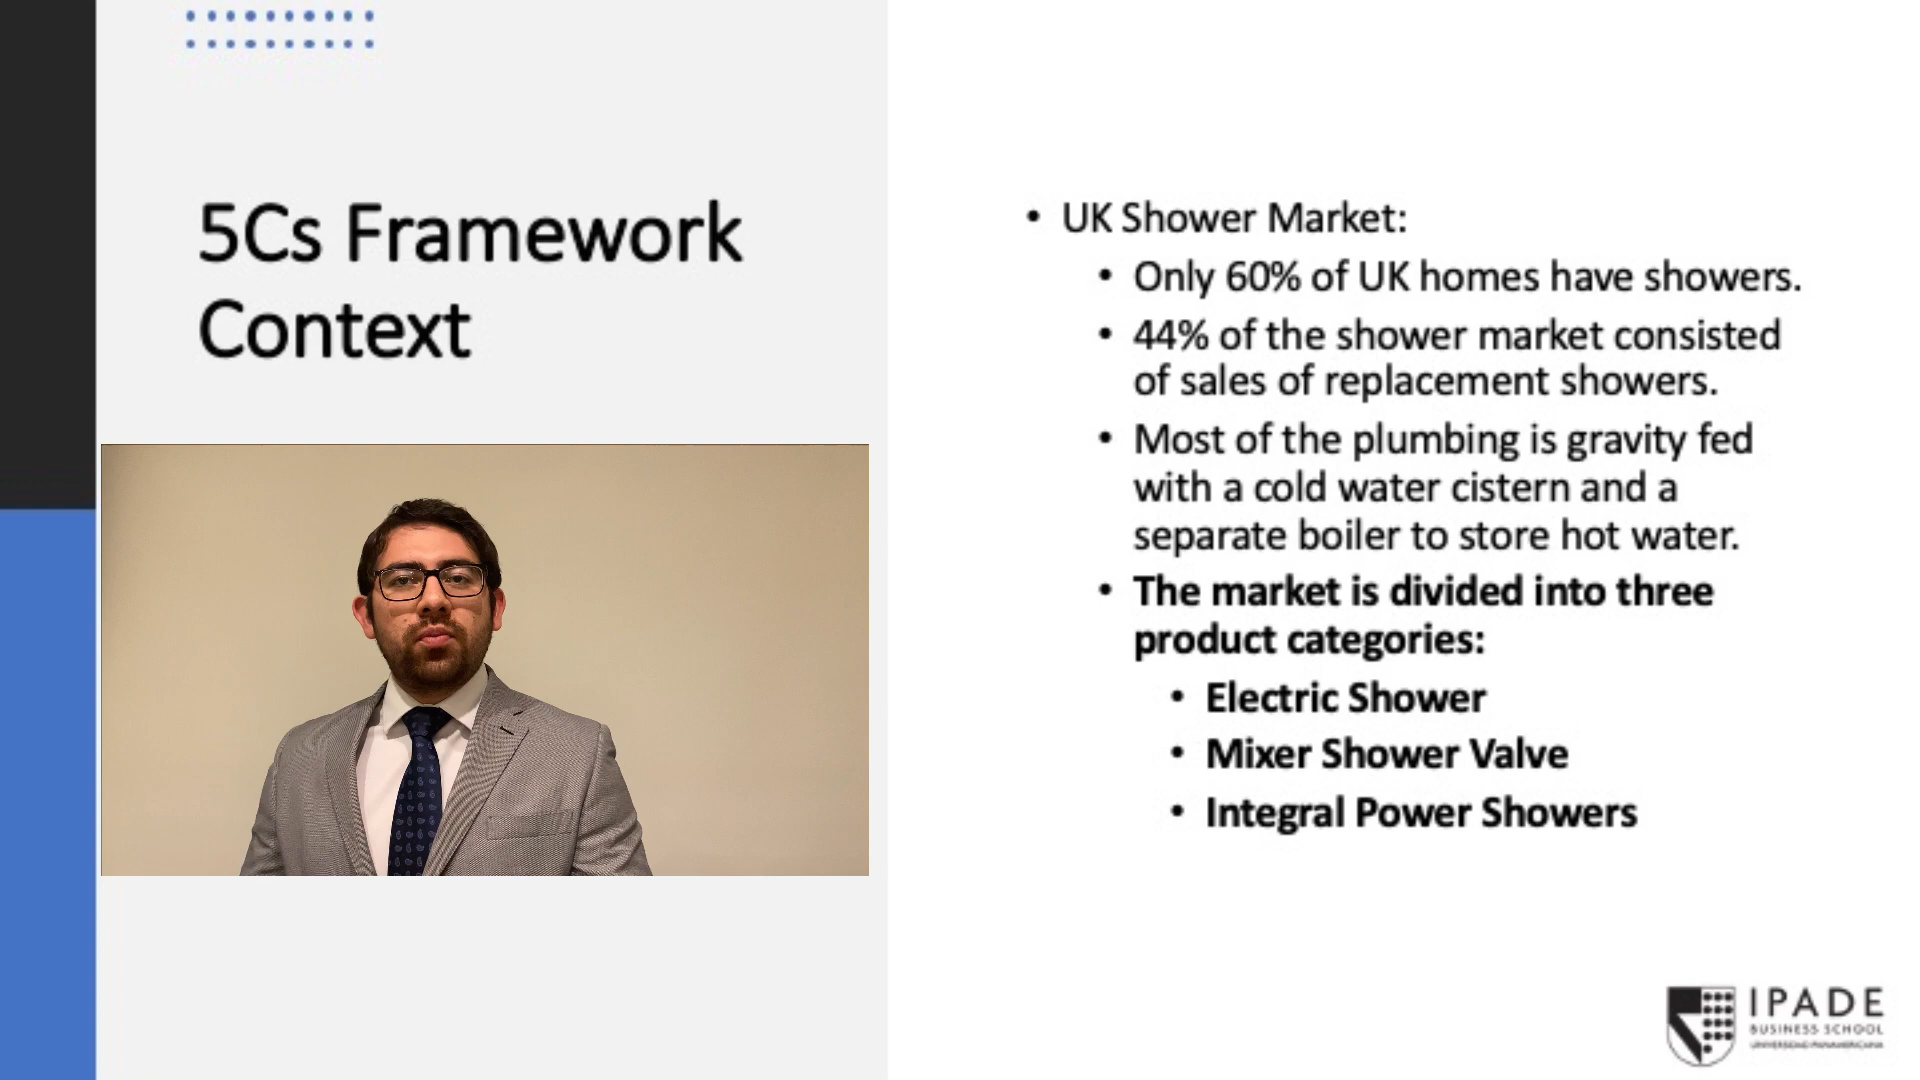 5Cs Framework
Context
• UK Shower Market:
• Only 60% of UK homes have showers.
• 44% of the shower market consisted
of sales of replacement showers.
• Most of the plumbing is gravity fed
with a cold water cistern and a
separate boiler to store hot water.
• The market is divided into three
product categories:
• Electric Shower
• Mixer Shower Valve
• Integral Power Showers
IPADE
BUSINESS SCHOOL
UNIVERSIDAD PANAMERICANA